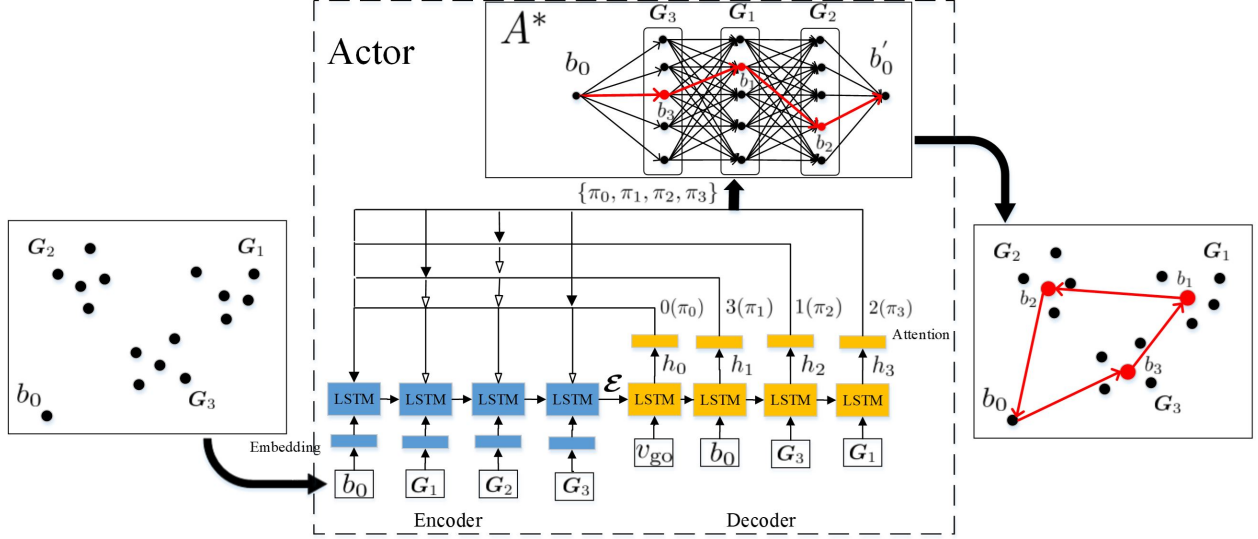 Actor
A*
G₃ G₁ G₂
b₀ b₃ b₁ b₂ b₀′
{π₀, π₁, π₂, π₃}
G₂ G₁
G₃
b₀
0(π₀) 3(π₁) 1(π₂) 2(π₃)
Attention
h₀ h₁ h₂ h₃
LSTM LSTM LSTM LSTM ℰ LSTM LSTM LSTM LSTM
Embedding
b₀ G₁ G₂ G₃ v_go b₀ G₃ G₁
Encoder Decoder
G₂ G₁
b₂ b₁
b₃
b₀ G₃